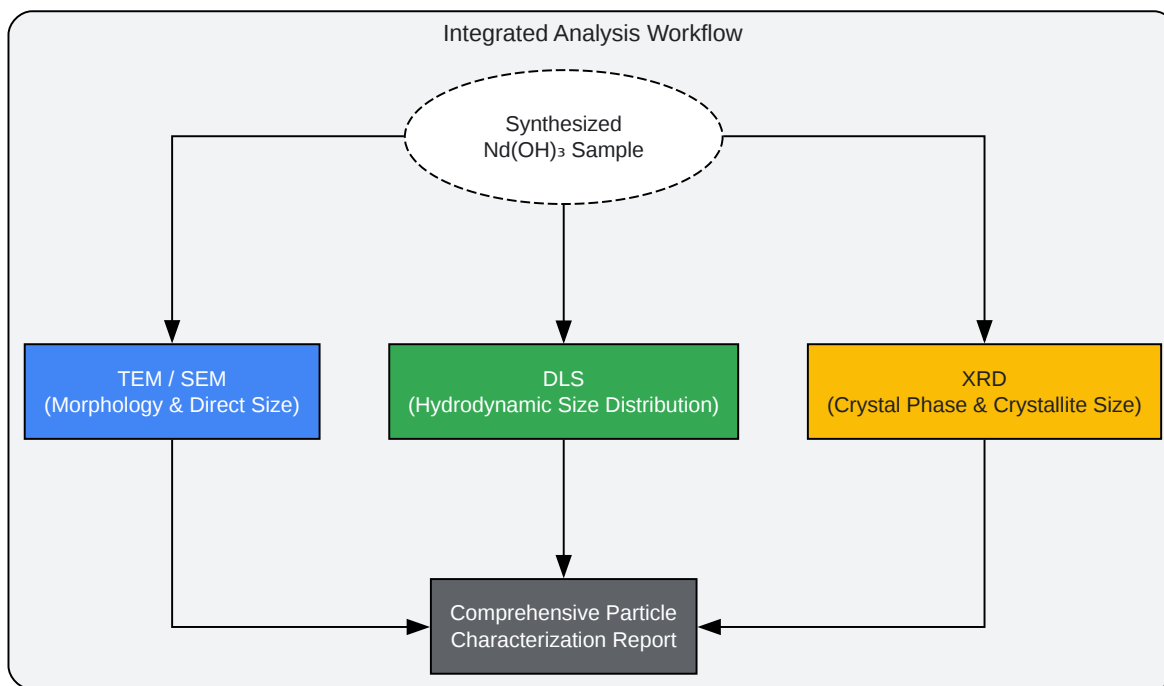 Integrated Analysis Workflow
Synthesized
Nd(OH)₃ Sample
TEM / SEM
(Morphology & Direct Size)
DLS
(Hydrodynamic Size Distribution)
XRD
(Crystal Phase & Crystallite Size)
Comprehensive Particle
Characterization Report